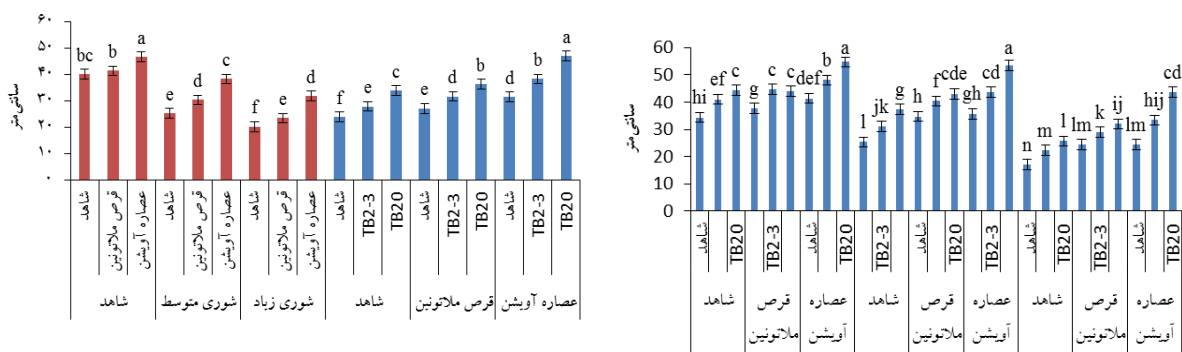 ۶۰
۵۰
۴۰
۳۰
۲۰
۱۰
۰
سانتی متر
bc b a e d c f e d f e c e d b d b a
شاهد
قرص ملاتونین
عصاره آویشن
شاهد
قرص ملاتونین
عصاره آویشن
شاهد
قرص ملاتونین
عصاره آویشن
شاهد
TB2-3
TB20
شاهد
TB2-3
TB20
شاهد
TB2-3
TB20
شاهد
شوری متوسط
شوری زیاد
شاهد
قرص ملاتونین
عصاره آویشن
60
50
40
30
20
10
0
سانتی متر
hi ef c g c c def b a l jk g h f cde gh cd a n m l lm k ij lm hij cd
شاهد
TB20
TB2-3
شاهد
TB20
TB2-3
شاهد
TB20
TB2-3
شاهد
TB20
TB2-3
شاهد
TB20
شاهد
قرص
ملاتونین
عصاره
آویشن
شاهد
قرص
ملاتونین
عصاره
آویشن
شاهد
قرص
ملاتونین
عصاره
آویشن